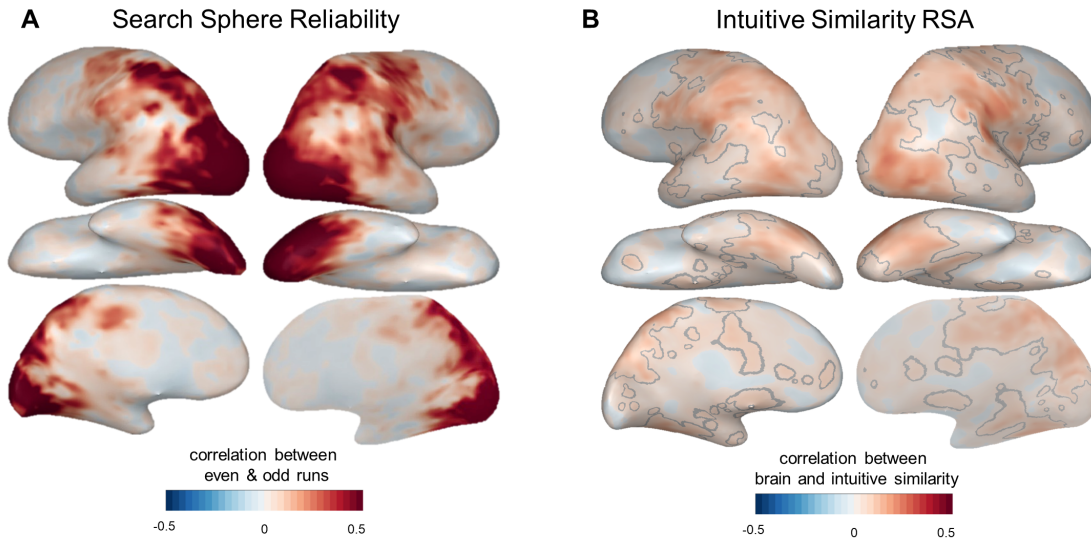 A Search Sphere Reliability
B Intuitive Similarity RSA
correlation between
even & odd runs
-0.5 0 0.5
correlation between
brain and intuitive similarity
-0.5 0 0.5